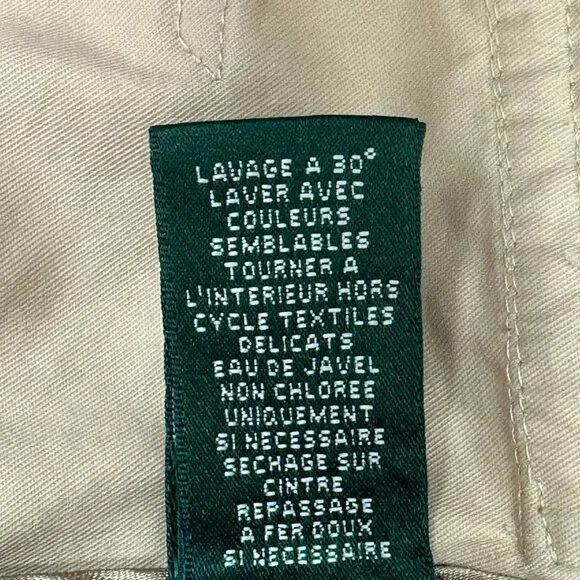 LAVAGE A 30°
LAVER AVEC
COULEURS
SEMBLABLES
TOURNER A
L'INTERIEUR HORS
CYCLE TEXTILES
DELICATS
EAU DE JAVEL
NON CHLOREE
UNIQUEMENT
SI NECESSAIRE
SECHAGE SUR
CINTRE
REPASSAGE
A FER DOUX
SI NECESSAIRE